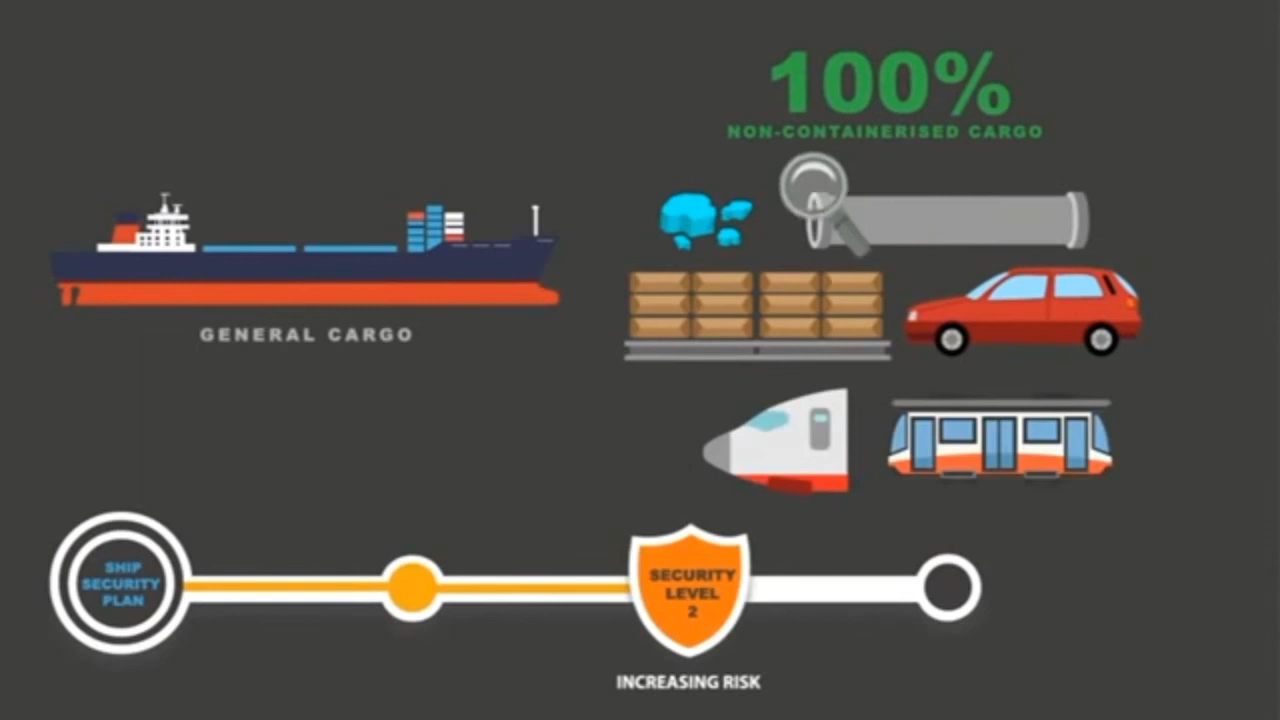 100%
NON-CONTAINERISED CARGO
GENERAL CARGO
SHIP
SECURITY
PLAN
SECURITY
LEVEL
2
INCREASING RISK